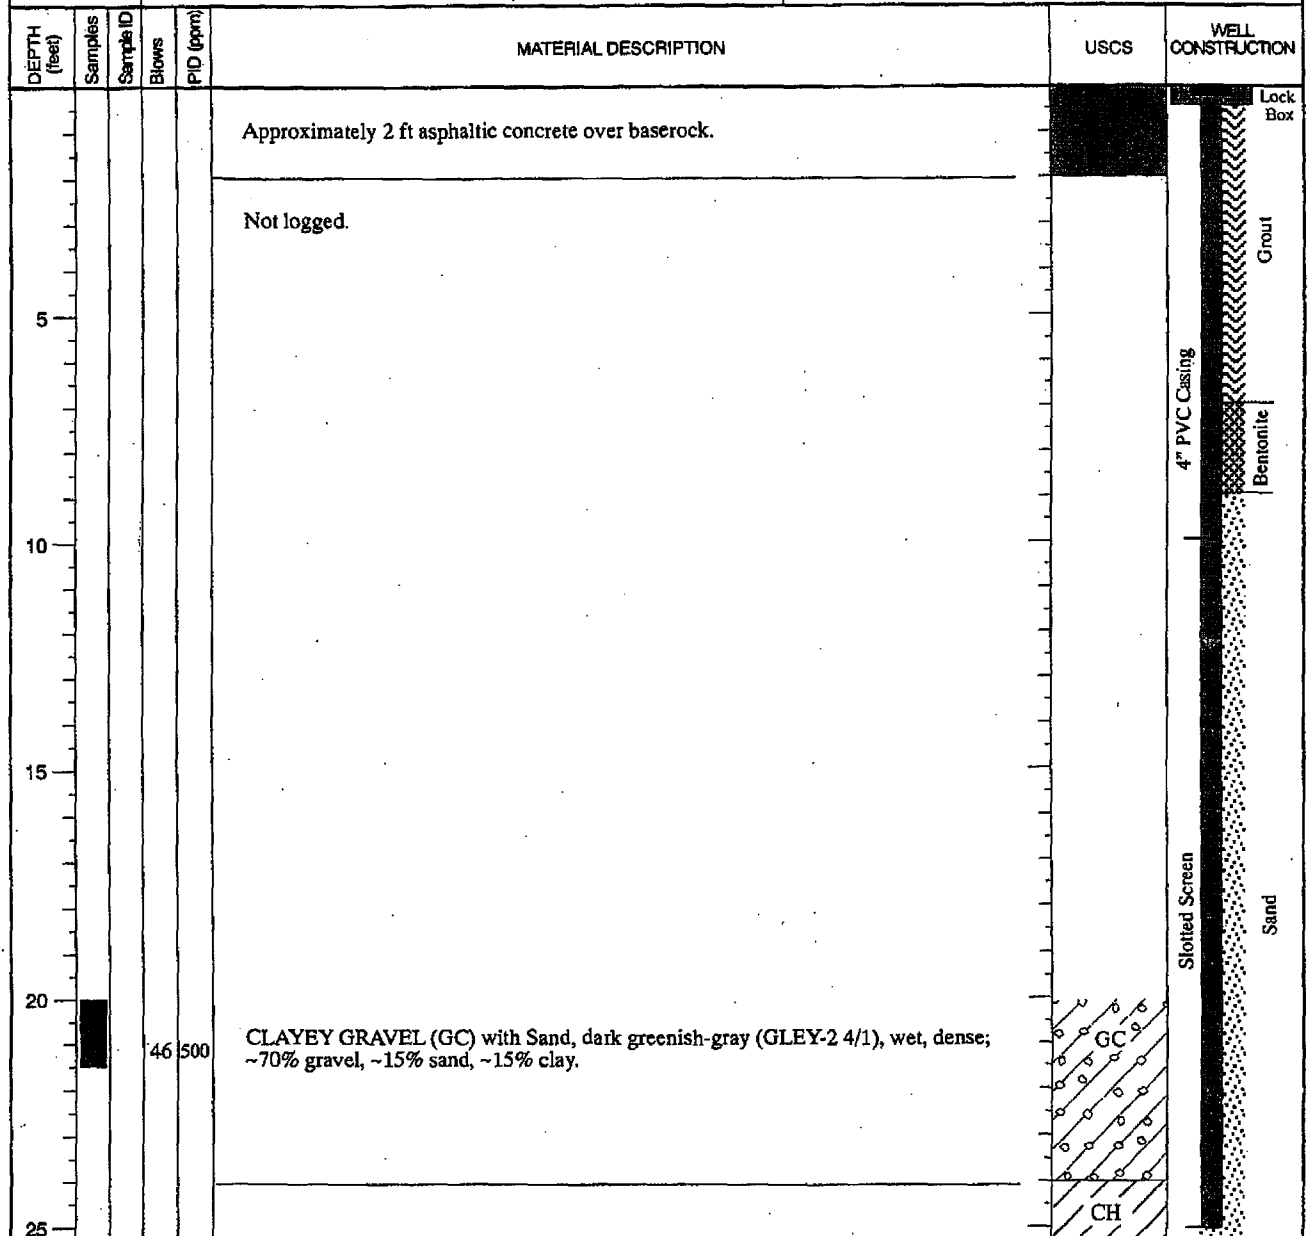 DEPTH (feet)
Samples
Sample ID
Blows
PID (ppm)
MATERIAL DESCRIPTION
USCS
WELL
CONSTRUCTION
Lock
Box
Approximately 2 ft asphaltic concrete over baserock.
Not logged.
Grout
5
4" PVC Casing
Bentonite
10
15
Slotted Screen
Sand
20
46
500
CLAYEY GRAVEL (GC) with Sand, dark greenish-gray (GLEY-2 4/1), wet, dense;
~70% gravel, ~15% sand, ~15% clay.
GC
CH
25